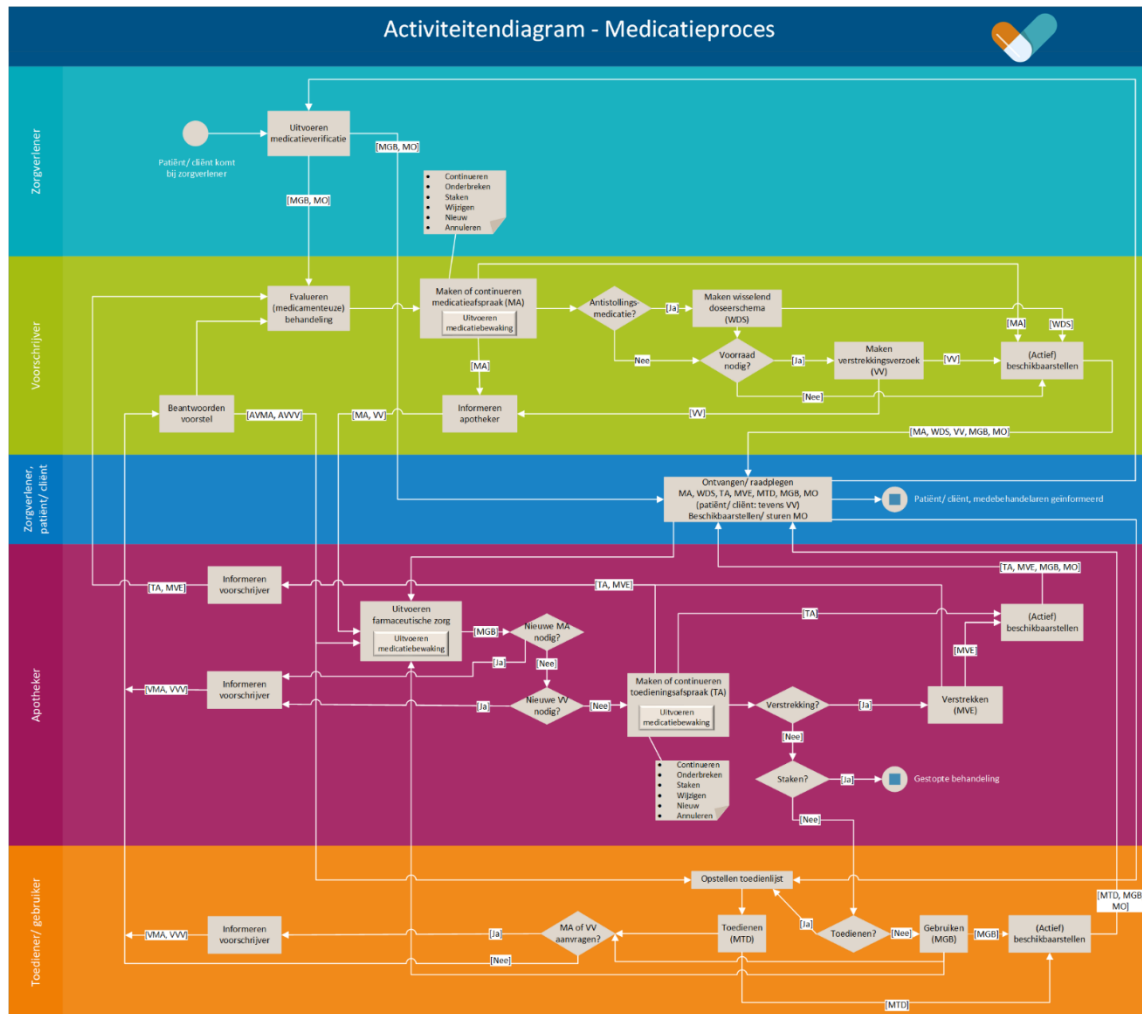 Activiteitendiagram - Medicatieproces
Zorgverlener
Patiënt/ cliënt komt
bij zorgverlener
Uitvoeren
medicatieverificatie
[MGB, MO]
[MGB, MO]
• Continueren
• Onderbreken
• Staken
• Wijzigen
• Nieuw
• Annuleren
Voorschrijver
Evalueren
(medicamenteuze)
behandeling
Maken of continueren
medicatieafspraak (MA)
Uitvoeren
medicatiebewaking
Antistollings-
medicatie?
[Ja]
Maken wisselend
doseerschema
(WDS)
[MA]
[WDS]
Nee
Voorraad
nodig?
[Ja]
Maken
verstrekkingsverzoek
(VV)
[VV]
(Actief)
beschikbaarstellen
[MA]
[Nee]
Beantwoorden
voorstel
[AVMA, AVVV]
[MA, VV]
Informeren
apotheker
[VV]
[MA, WDS, VV, MGB, MO]
Zorgverlener,
patiënt/ cliënt
Ontvangen/ raadplegen
MA, WDS, TA, MVE, MTD, MGB, MO
(patiënt/ cliënt: tevens VV)
Beschikbaarstellen/ sturen MO
Patiënt/ cliënt, medebehandelaren geïnformeerd
Apotheker
[TA, MVE]
Informeren
voorschrijver
[TA, MVE]
[TA, MVE, MGB, MO]
Uitvoeren
farmaceutische zorg
Uitvoeren
medicatiebewaking
[MGB]
Nieuwe MA
nodig?
[TA]
(Actief)
beschikbaarstellen
[Ja]
[Nee]
[MVE]
[VMA, VVV]
Informeren
voorschrijver
[Ja]
Nieuwe VV
nodig?
[Nee]
Maken of continueren
toedieningsafspraak (TA)
Uitvoeren
medicatiebewaking
Verstrekking?
[Ja]
Verstrekken
(MVE)
[Nee]
• Continueren
• Onderbreken
• Staken
• Wijzigen
• Nieuw
• Annuleren
Staken?
[Ja]
Gestopte behandeling
[Nee]
Toediener/ gebruiker
Opstellen toedienlijst
[MTD, MGB,
MO]
[VMA, VVV]
Informeren
voorschrijver
[Ja]
MA of VV
aanvragen?
[Nee]
Toedienen
(MTD)
[Ja]
Toedienen?
[Nee]
Gebruiken
(MGB)
[MGB]
(Actief)
beschikbaarstellen
[MTD]